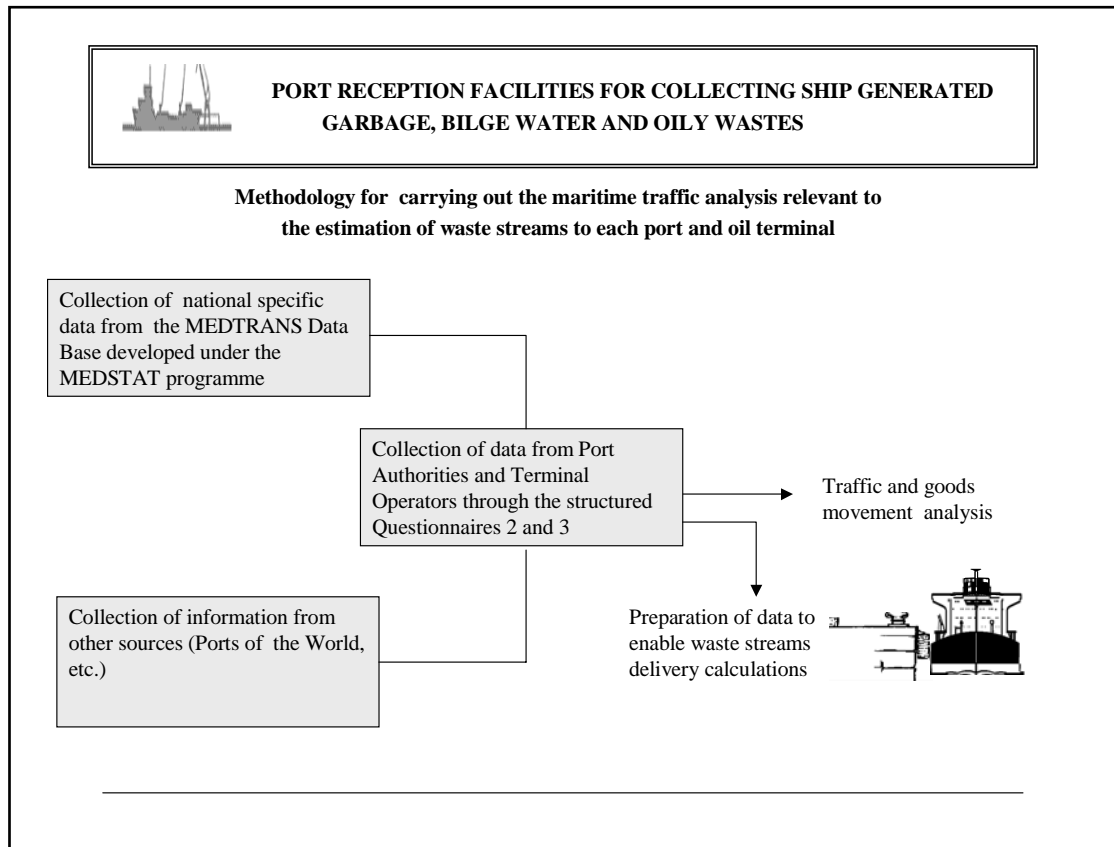 PORT RECEPTION FACILITIES FOR COLLECTING SHIP GENERATED
GARBAGE, BILGE WATER AND OILY WASTES
Methodology for carrying out the maritime traffic analysis relevant to
the estimation of waste streams to each port and oil terminal
Collection of national specific
data from the MEDTRANS Data
Base developed under the
MEDSTAT programme
Collection of data from Port
Authorities and Terminal
Operators through the structured
Questionnaires 2 and 3
Traffic and goods
movement analysis
Collection of information from
other sources (Ports of the World,
etc.)
Preparation of data to
enable waste streams
delivery calculations